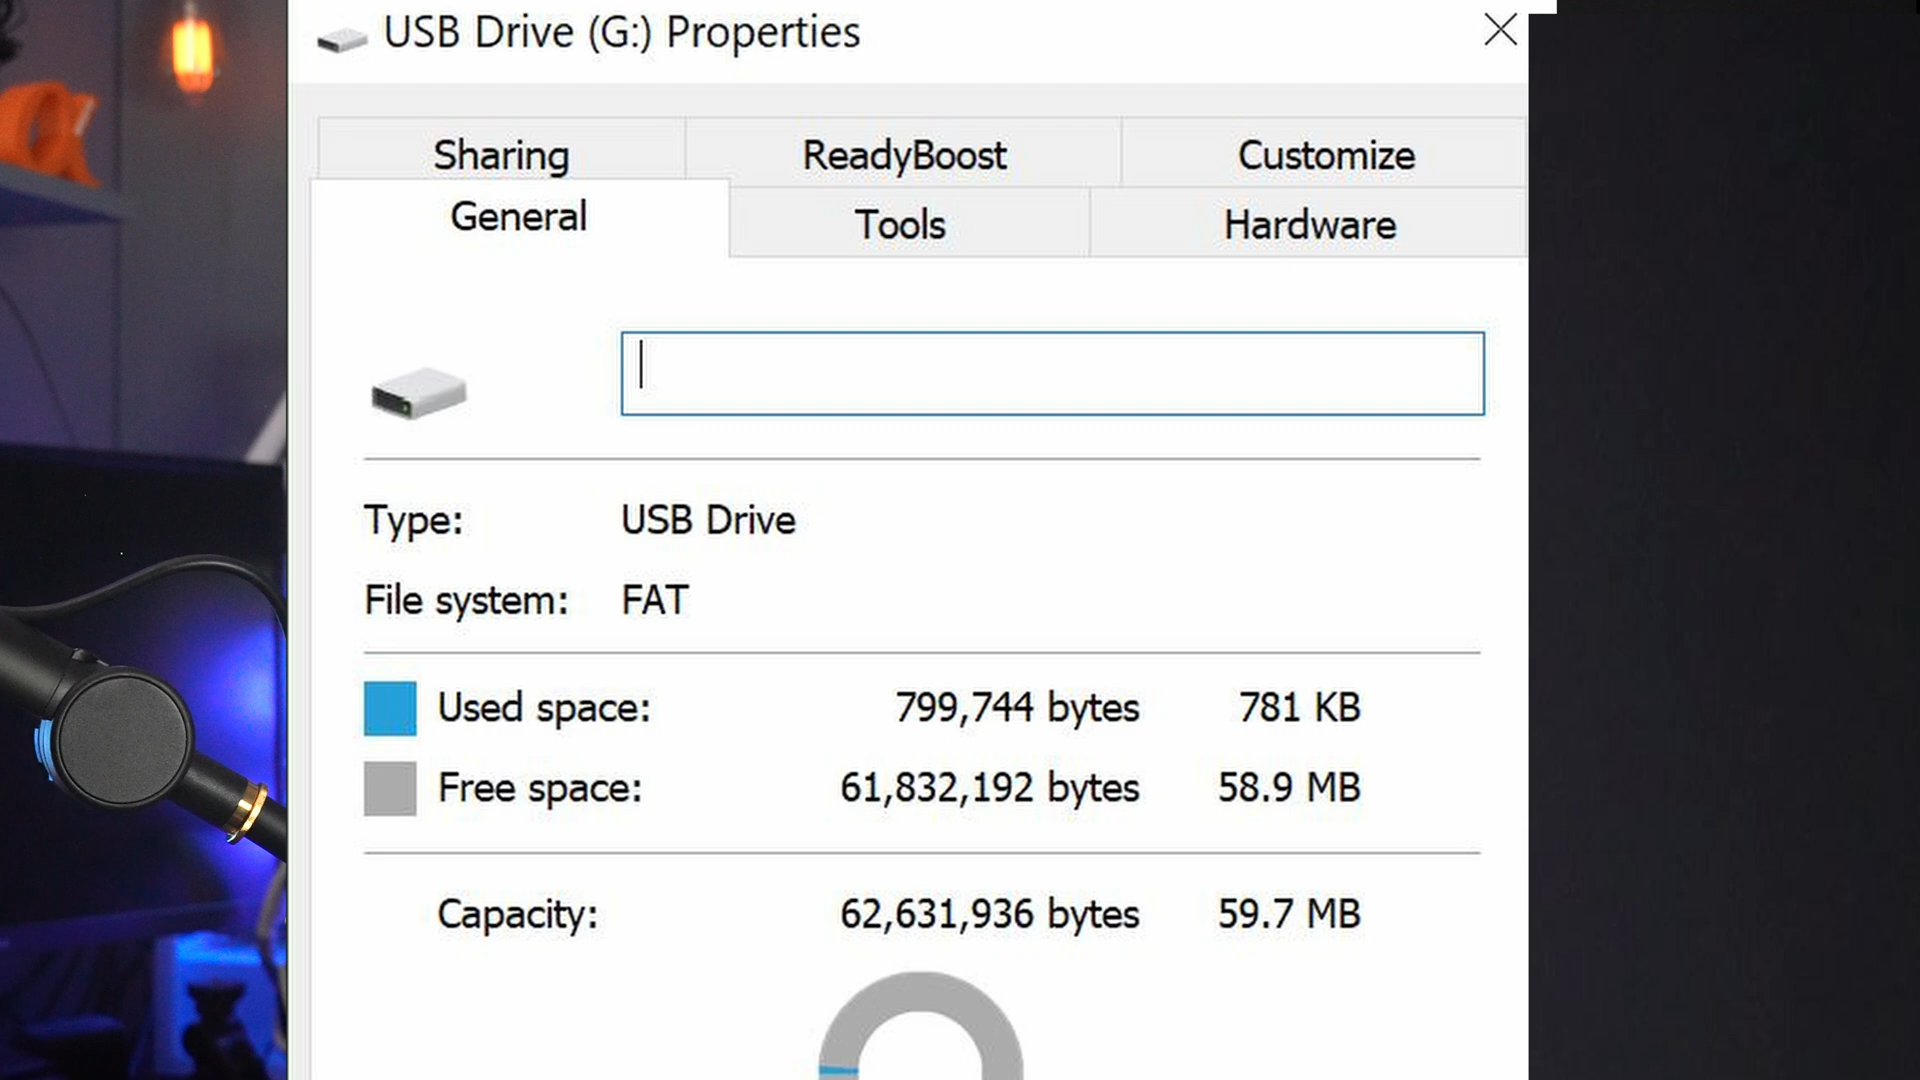 USB Drive (G:) Properties
Sharing ReadyBoost Customize
General Tools Hardware
Type: USB Drive
File system: FAT
Used space: 799,744 bytes 781 KB
Free space: 61,832,192 bytes 58.9 MB
Capacity: 62,631,936 bytes 59.7 MB